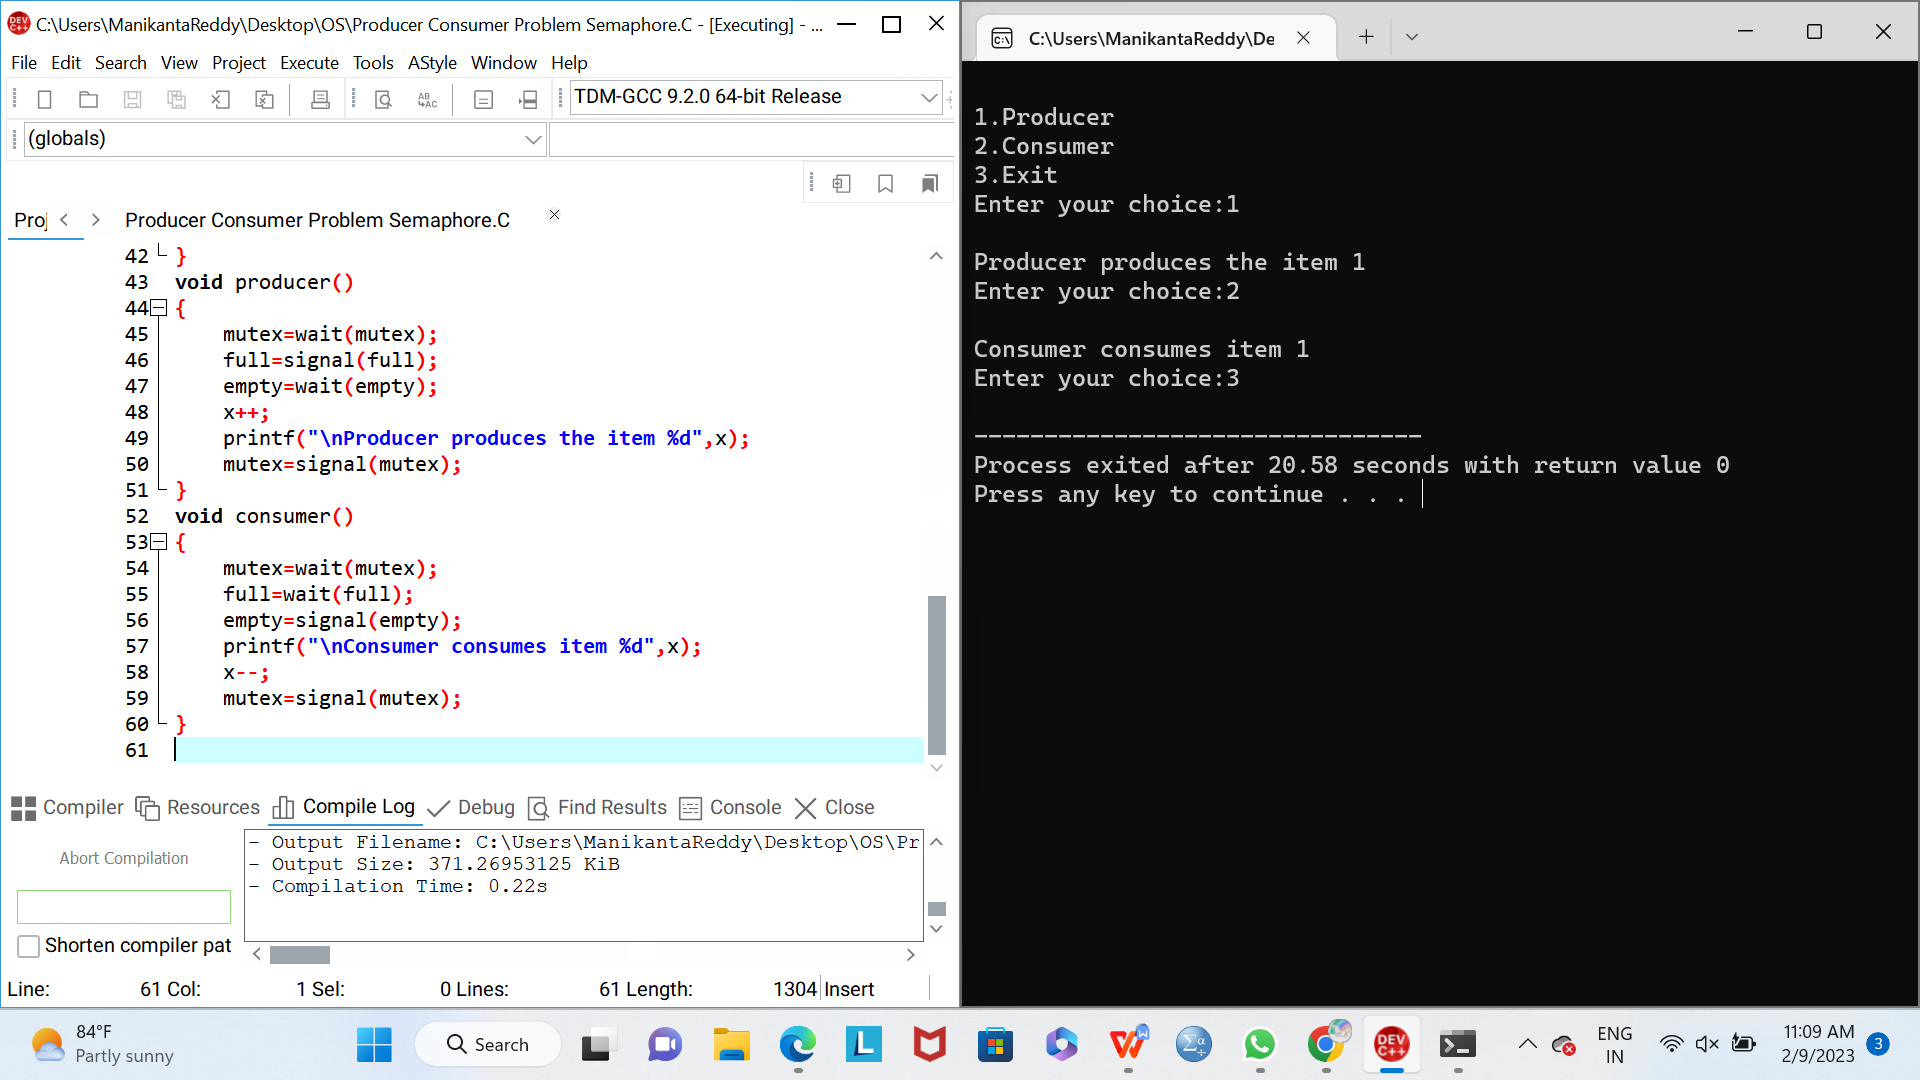 C:\Users\ManikantaReddy\Desktop\OS\Producer Consumer Problem Semaphore.C - [Executing] - ...
File Edit Search View Project Execute Tools AStyle Window Help
TDM-GCC 9.2.0 64-bit Release
(globals)
Proj Producer Consumer Problem Semaphore.C
42 }
43 void producer()
44 {
45 mutex=wait(mutex);
46 full=signal(full);
47 empty=wait(empty);
48 x++;
49 printf("\nProducer produces the item %d",x);
50 mutex=signal(mutex);
51 }
52 void consumer()
53 {
54 mutex=wait(mutex);
55 full=wait(full);
56 empty=signal(empty);
57 printf("\nConsumer consumes item %d",x);
58 x--;
59 mutex=signal(mutex);
60 }
61
Compiler Resources Compile Log Debug Find Results Console Close
Abort Compilation
Shorten compiler pat
- Output Filename: C:\Users\ManikantaReddy\Desktop\OS\Pr
- Output Size: 371.26953125 KiB
- Compilation Time: 0.22s
Line: 61 Col: 1 Sel: 0 Lines: 61 Length: 1304 Insert
C:\Users\ManikantaReddy\De
1.Producer
2.Consumer
3.Exit
Enter your choice:1
Producer produces the item 1
Enter your choice:2
Consumer consumes item 1
Enter your choice:3
--------------------------------
Process exited after 20.58 seconds with return value 0
Press any key to continue . . .
84°F
Partly sunny
Search
DEV
C++
ENG
IN
11:09 AM
2/9/2023
3